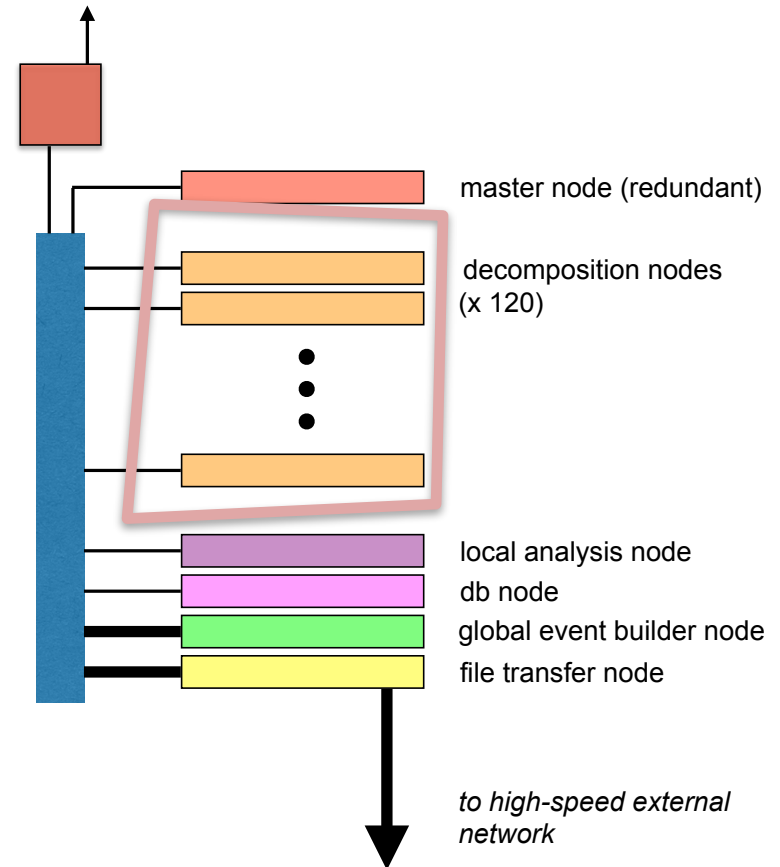 master node (redundant)
decomposition nodes
(x 120)
local analysis node
db node
global event builder node
file transfer node
to high-speed external
network